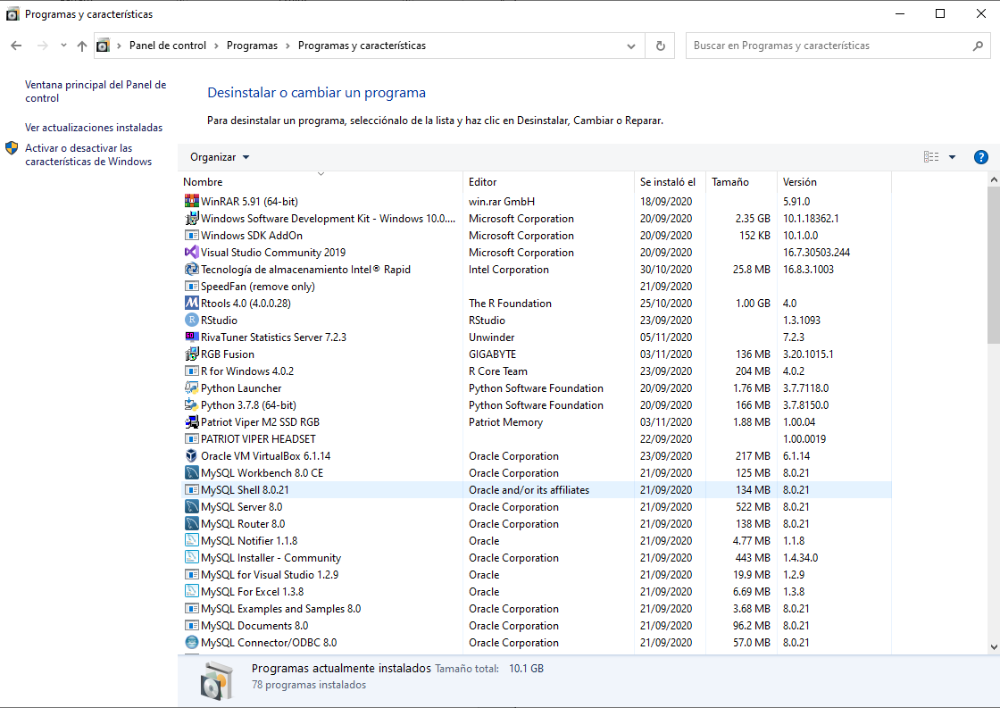 Programas y características
Panel de control > Programas > Programas y características
Buscar en Programas y características
Ventana principal del Panel de
control
Ver actualizaciones instaladas
Activar o desactivar las
características de Windows
Desinstalar o cambiar un programa
Para desinstalar un programa, selecciónalo de la lista y haz clic en Desinstalar, Cambiar o Reparar.
Organizar
Nombre Editor Se instaló el Tamaño Versión
WinRAR 5.91 (64-bit) win.rar GmbH 18/09/2020 5.91.0
Windows Software Development Kit - Windows 10.0.... Microsoft Corporation 20/09/2020 2.35 GB 10.1.18362.1
Windows SDK AddOn Microsoft Corporation 20/09/2020 152 KB 10.1.0.0
Visual Studio Community 2019 Microsoft Corporation 20/09/2020 16.7.30503.244
Tecnología de almacenamiento Intel® Rapid Intel Corporation 30/10/2020 25.8 MB 16.8.3.1003
SpeedFan (remove only) 21/09/2020
Rtools 4.0 (4.0.0.28) The R Foundation 25/10/2020 1.00 GB 4.0
RStudio RStudio 23/09/2020 1.3.1093
RivaTuner Statistics Server 7.2.3 Unwinder 05/11/2020 7.2.3
RGB Fusion GIGABYTE 03/11/2020 136 MB 3.20.1015.1
R for Windows 4.0.2 R Core Team 23/09/2020 204 MB 4.0.2
Python Launcher Python Software Foundation 20/09/2020 1.76 MB 3.7.7118.0
Python 3.7.8 (64-bit) Python Software Foundation 20/09/2020 166 MB 3.7.8150.0
Patriot Viper M2 SSD RGB Patriot Memory 03/11/2020 1.88 MB 1.00.04
PATRIOT VIPER HEADSET 22/09/2020 1.00.0019
Oracle VM VirtualBox 6.1.14 Oracle Corporation 23/09/2020 217 MB 6.1.14
MySQL Workbench 8.0 CE Oracle Corporation 21/09/2020 125 MB 8.0.21
MySQL Shell 8.0.21 Oracle and/or its affiliates 21/09/2020 134 MB 8.0.21
MySQL Server 8.0 Oracle Corporation 21/09/2020 522 MB 8.0.21
MySQL Router 8.0 Oracle Corporation 21/09/2020 138 MB 8.0.21
MySQL Notifier 1.1.8 Oracle 21/09/2020 4.77 MB 1.1.8
MySQL Installer - Community Oracle Corporation 21/09/2020 443 MB 1.4.34.0
MySQL for Visual Studio 1.2.9 Oracle 21/09/2020 19.9 MB 1.2.9
MySQL For Excel 1.3.8 Oracle 21/09/2020 6.69 MB 1.3.8
MySQL Examples and Samples 8.0 Oracle Corporation 21/09/2020 3.68 MB 8.0.21
MySQL Documents 8.0 Oracle Corporation 21/09/2020 96.2 MB 8.0.21
MySQL Connector/ODBC 8.0 Oracle Corporation 21/09/2020 57.0 MB 8.0.21
Programas actualmente instalados Tamaño total: 10.1 GB
78 programas instalados